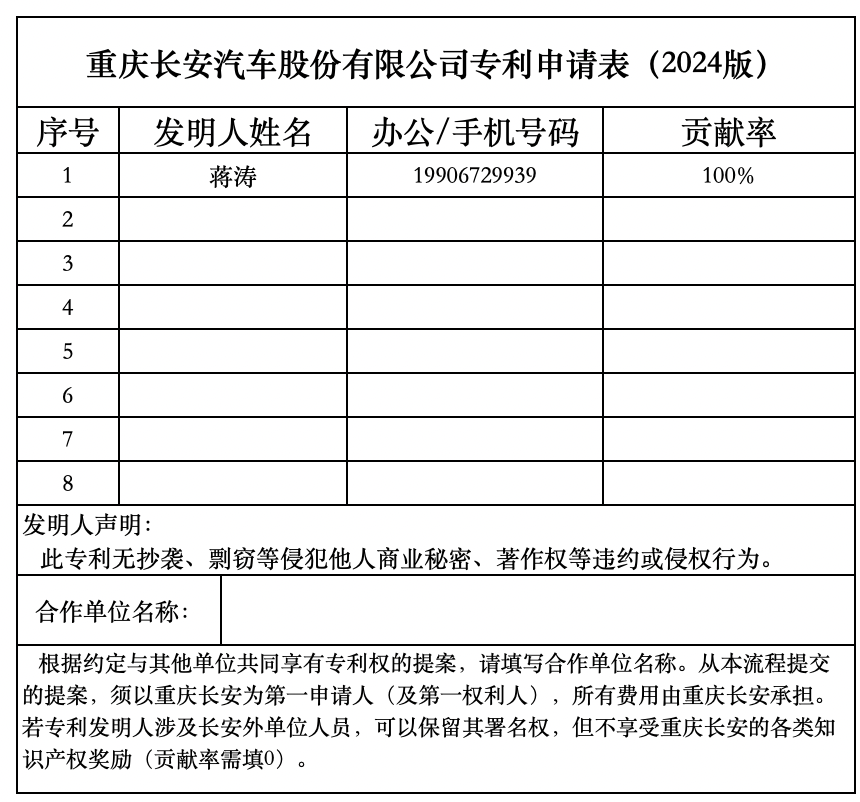 重庆长安汽车股份有限公司专利申请表（2024版）
序号 发明人姓名 办公/手机号码 贡献率
1 蒋涛 19906729939 100%
2
3
4
5
6
7
8
发明人声明：
此专利无抄袭、剽窃等侵犯他人商业秘密、著作权等违约或侵权行为。
合作单位名称：
根据约定与其他单位共同享有专利权的提案，请填写合作单位名称。从本流程提交
的提案，须以重庆长安为第一申请人（及第一权利人），所有费用由重庆长安承担。
若专利发明人涉及长安外单位人员，可以保留其署名权，但不享受重庆长安的各类知
识产权奖励（贡献率需填0）。